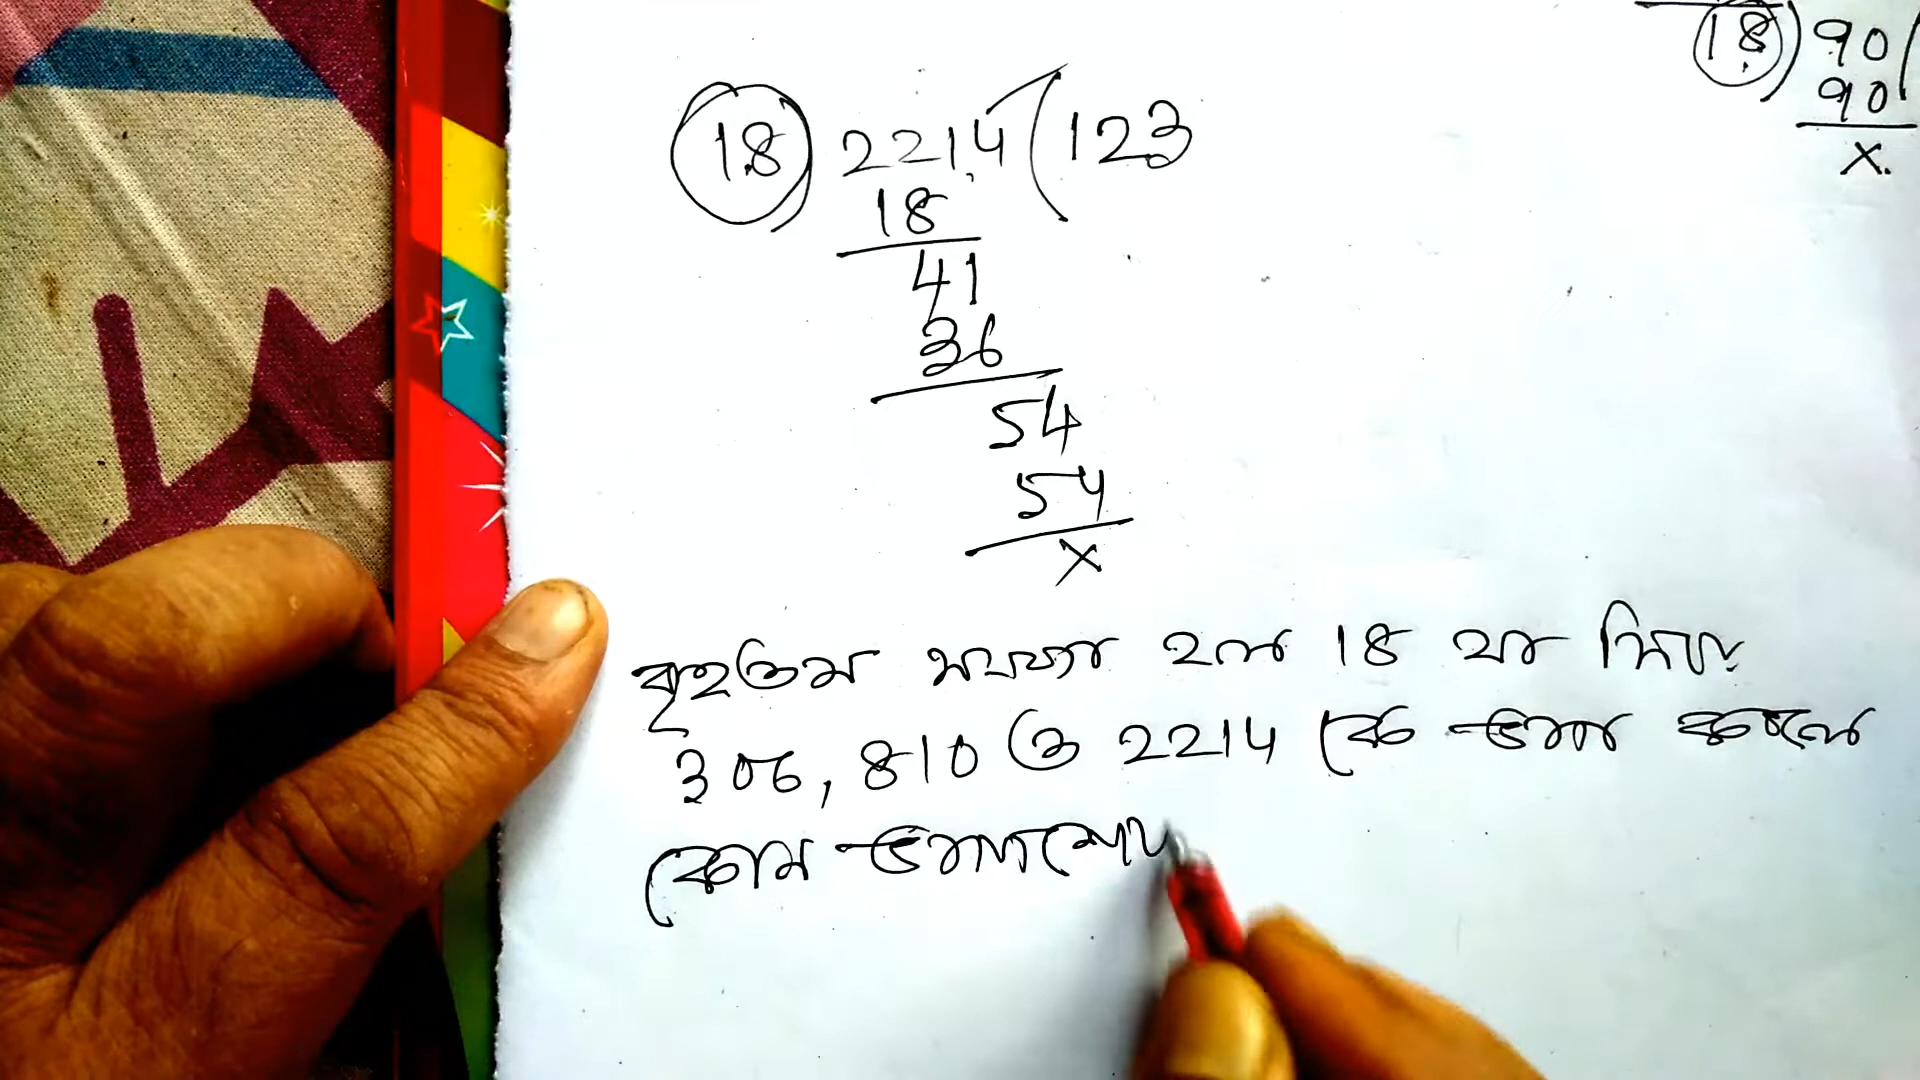 18) 2214 (123
18
41
36
54
54
x
18) 90 (
90
x
বৃহত্তম সংখ্যা হল 18 যা দিয়ে
306, 810 ও 2214 কে ভাগ করলে
কোন ভাগশেষ